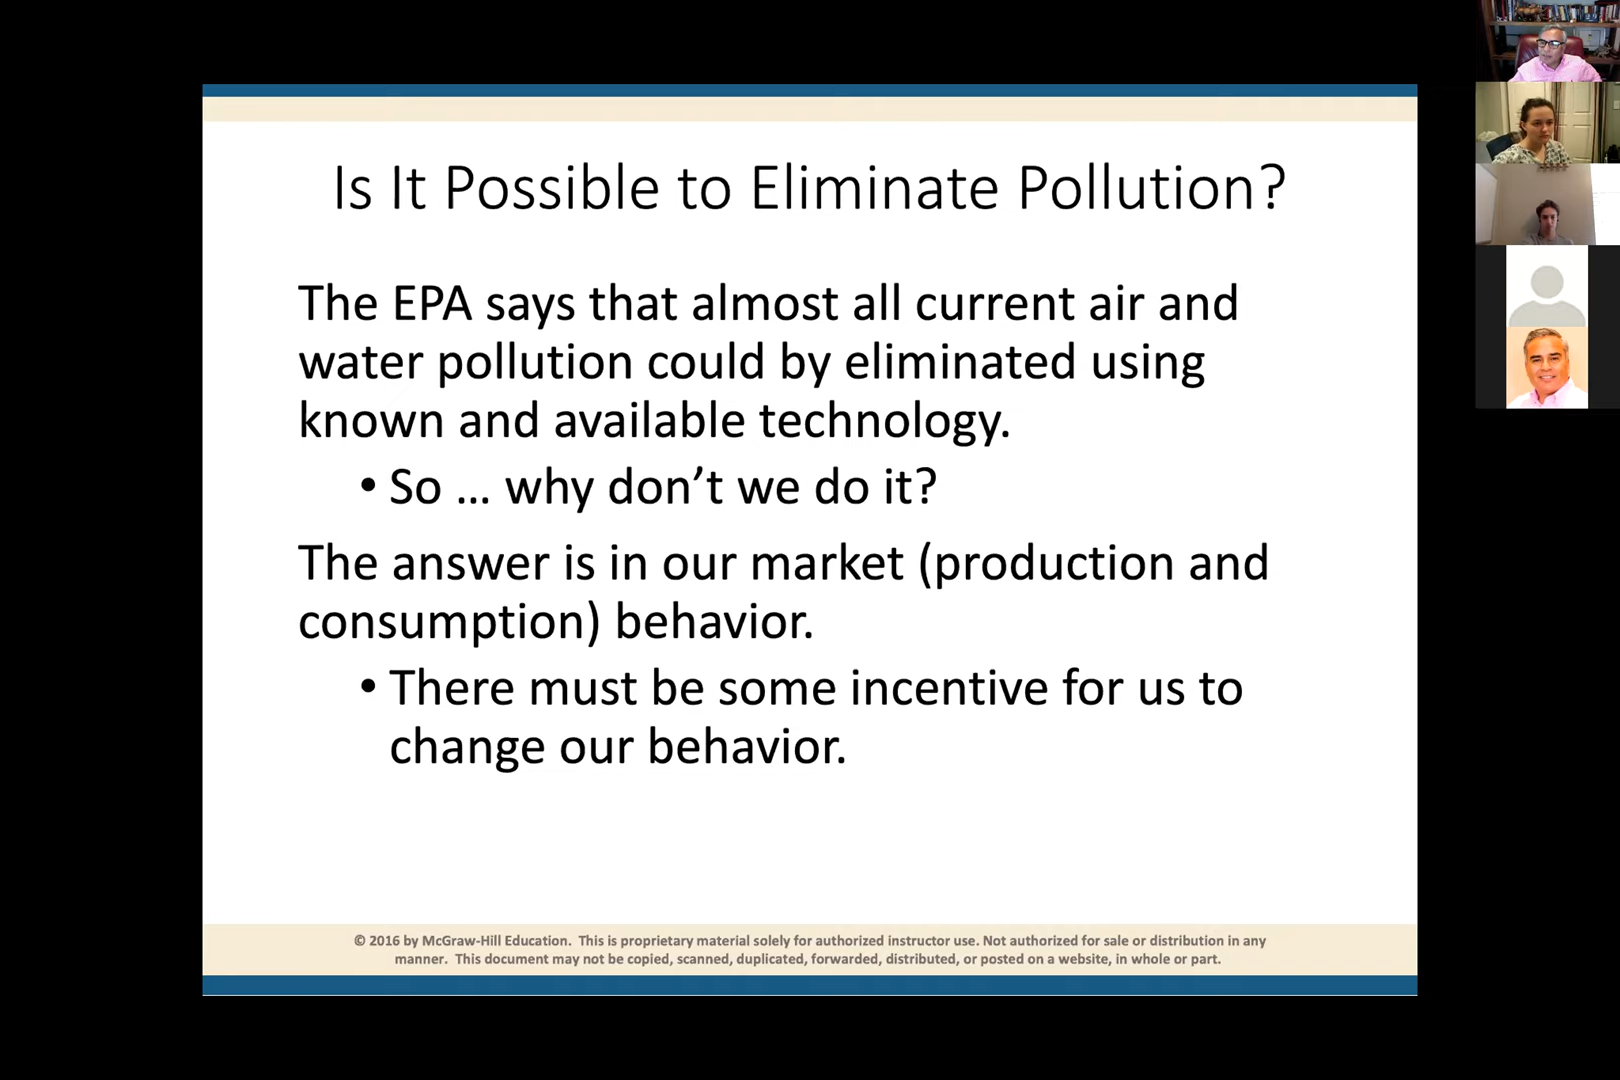 Is It Possible to Eliminate Pollution?
The EPA says that almost all current air and
water pollution could by eliminated using
known and available technology.
• So ... why don’t we do it?
The answer is in our market (production and
consumption) behavior.
• There must be some incentive for us to
change our behavior.
© 2016 by McGraw-Hill Education.  This is proprietary material solely for authorized instructor use. Not authorized for sale or distribution in any
manner.  This document may not be copied, scanned, duplicated, forwarded, distributed, or posted on a website, in whole or part.